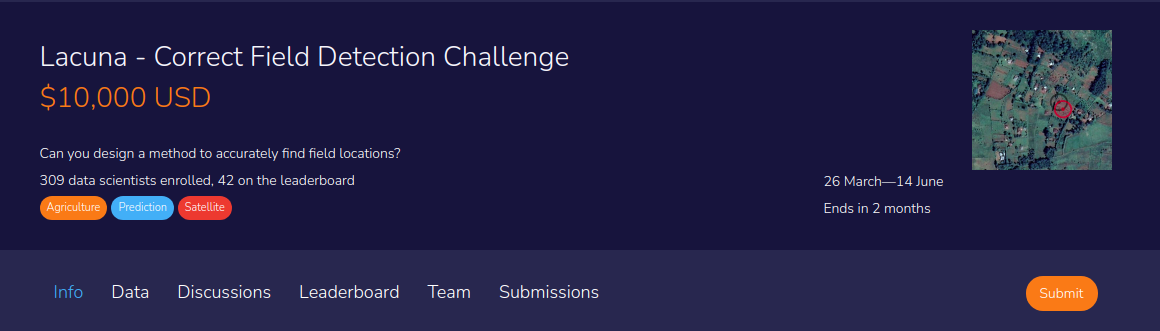 Lacuna - Correct Field Detection Challenge
$10,000 USD
Can you design a method to accurately find field locations?
309 data scientists enrolled, 42 on the leaderboard
Agriculture Prediction Satellite
26 March—14 June
Ends in 2 months
Info Data Discussions Leaderboard Team Submissions Submit